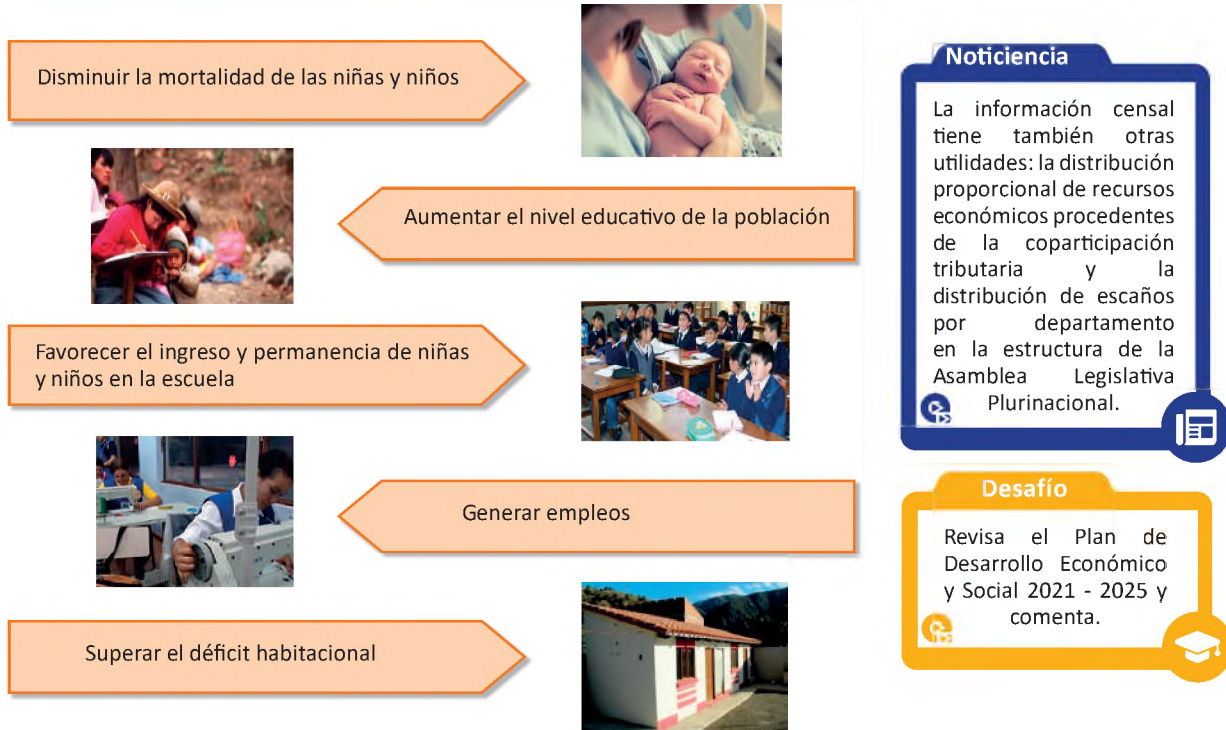 Disminuir la mortalidad de las niñas y niños
Aumentar el nivel educativo de la población
Favorecer el ingreso y permanencia de niñas
y niños en la escuela
Generar empleos
Superar el déficit habitacional
Noticiencia
La información censal
tiene también otras
utilidades: la distribución
proporcional de recursos
económicos procedentes
de la coparticipación
tributaria y la
distribución de escaños
por departamento
en la estructura de la
Asamblea Legislativa
Plurinacional.
Desafío
Revisa el Plan de
Desarrollo Económico
y Social 2021 - 2025 y
comenta.